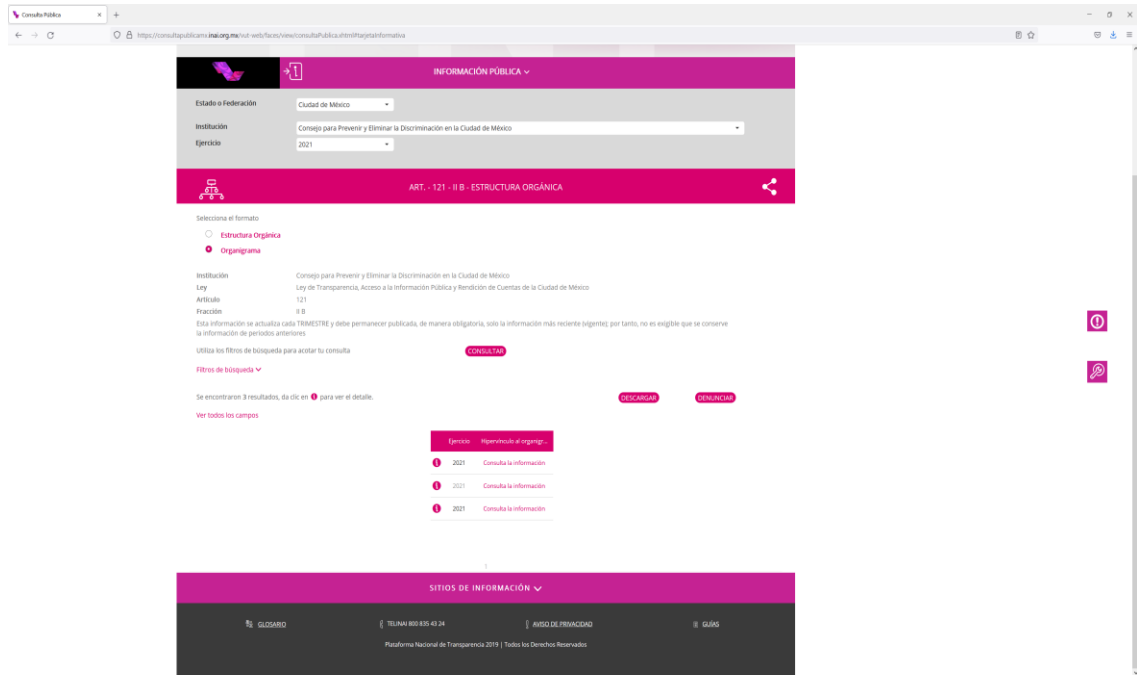 Consulta Pública
https://consultapublicamx.inai.org.mx/vut-web/faces/view/consultaPublica.xhtml#tarjetaInformativa
INFORMACIÓN PÚBLICA
Estado o Federación
Ciudad de México
Institución
Consejo para Prevenir y Eliminar la Discriminación en la Ciudad de México
Ejercicio
2021
ART. - 121 - II B - ESTRUCTURA ORGÁNICA
Selecciona el formato
Estructura Orgánica
Organigrama
Institución Consejo para Prevenir y Eliminar la Discriminación en la Ciudad de México
Ley Ley de Transparencia, Acceso a la Información Pública y Rendición de Cuentas de la Ciudad de México
Artículo 121
Fracción II B
Esta información se actualiza cada TRIMESTRE y debe permanecer publicada, de manera obligatoria, solo la información más reciente (vigente); por tanto, no es exigible que se conserve
la información de periodos anteriores
Utiliza los filtros de búsqueda para acotar tu consulta CONSULTAR
Filtros de búsqueda
Se encontraron 3 resultados, da clic en i para ver el detalle. DESCARGAR DENUNCIAR
Ver todos los campos
Ejercicio Hipervínculo al organigr...
2021 Consulta la información
2021 Consulta la información
2021 Consulta la información
SITIOS DE INFORMACIÓN
GLOSARIO TELINAI 800 835 43 24 AVISO DE PRIVACIDAD GUÍAS
Plataforma Nacional de Transparencia 2019 | Todos los Derechos Reservados